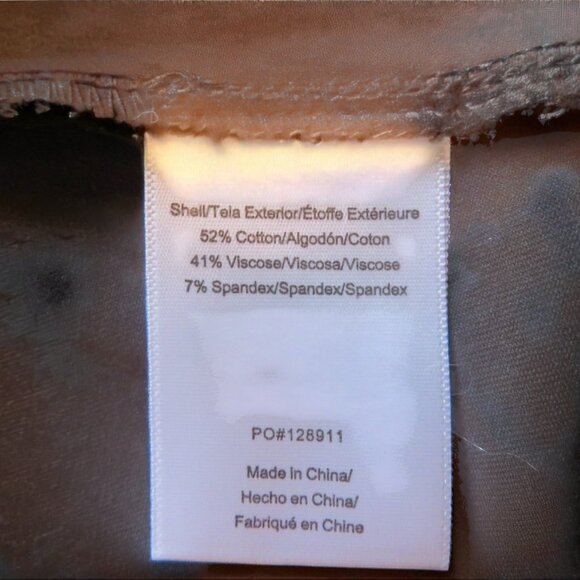 Shell/Tela Exterior/Étoffe Extérieure
52% Cotton/Algodón/Coton
41% Viscose/Viscosa/Viscose
7% Spandex/Spandex/Spandex
PO#128911
Made in China/
Hecho en China/
Fabriqué en Chine